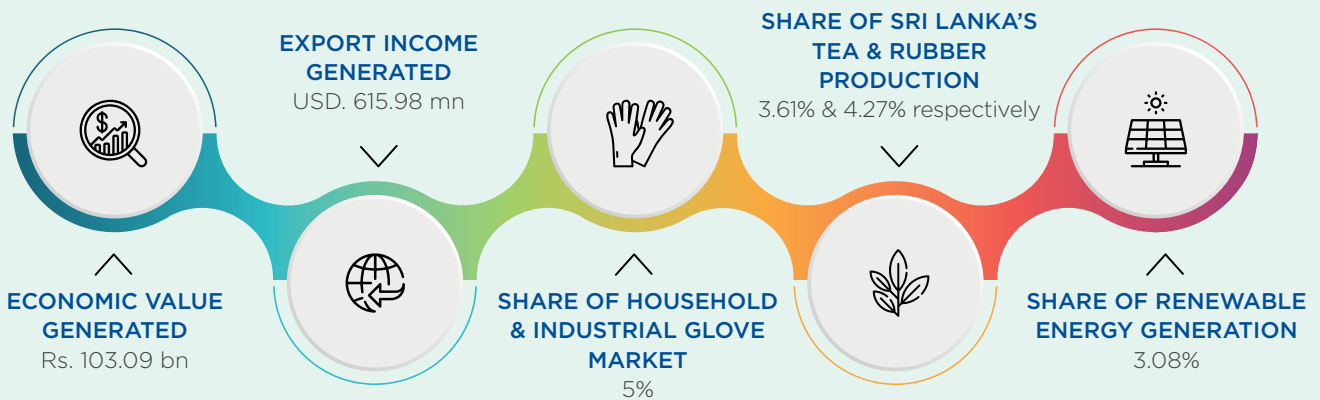 ECONOMIC VALUE
GENERATED
Rs. 103.09 bn
EXPORT INCOME
GENERATED
USD. 615.98 mn
SHARE OF HOUSEHOLD
& INDUSTRIAL GLOVE
MARKET
5%
SHARE OF SRI LANKA’S
TEA & RUBBER
PRODUCTION
3.61% & 4.27% respectively
SHARE OF RENEWABLE
ENERGY GENERATION
3.08%